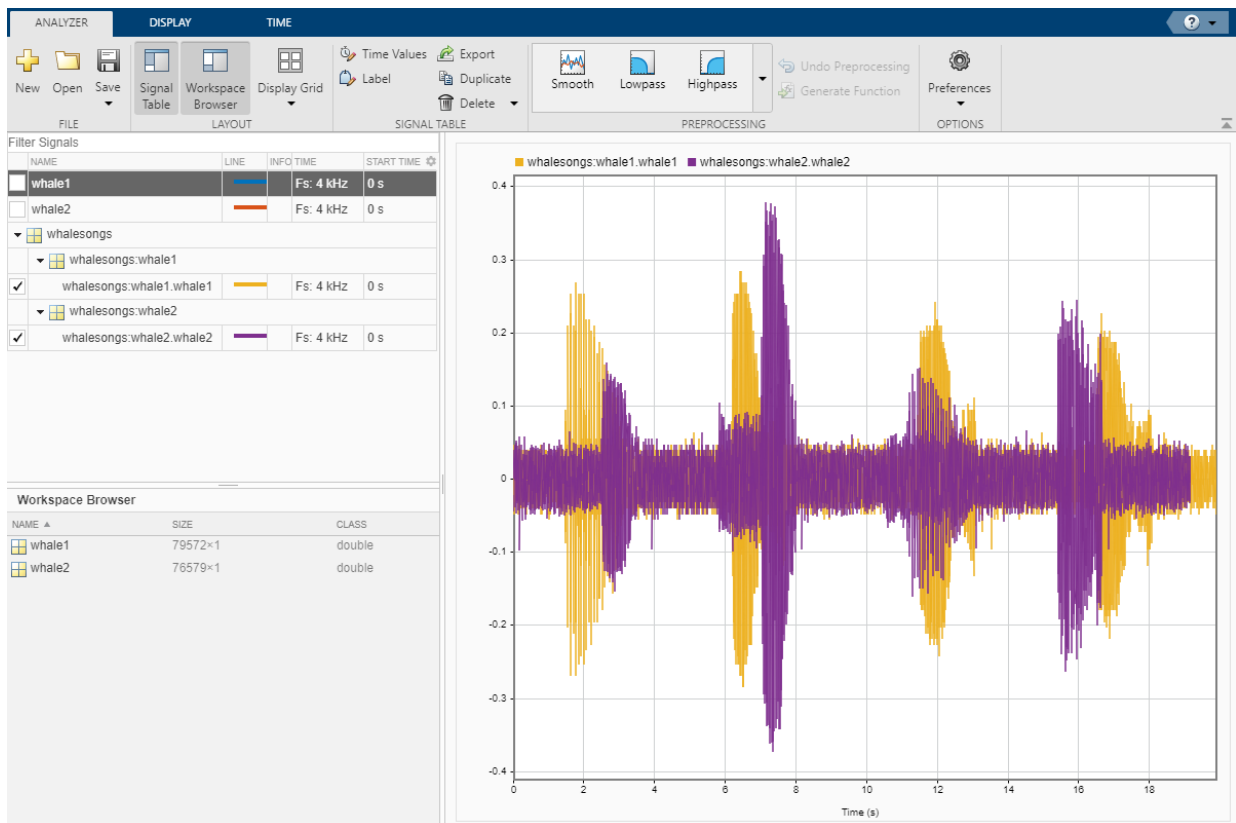 ANALYZER DISPLAY TIME
?
New Open Save Signal Table Workspace Browser Display Grid
Time Values Export
Label Duplicate
Delete
Smooth Lowpass Highpass
Undo Preprocessing
Generate Function
Preferences
FILE LAYOUT SIGNAL TABLE PREPROCESSING OPTIONS
Filter Signals
NAME LINE INFO TIME START TIME
whale1 Fs: 4 kHz 0 s
whale2 Fs: 4 kHz 0 s
whalesongs
whalesongs:whale1
whalesongs:whale1.whale1 Fs: 4 kHz 0 s
whalesongs:whale2
whalesongs:whale2.whale2 Fs: 4 kHz 0 s
Workspace Browser
NAME SIZE CLASS
whale1 79572×1 double
whale2 76579×1 double
whalesongs:whale1.whale1 whalesongs:whale2.whale2
0.4
0.3
0.2
0.1
0
-0.1
-0.2
-0.3
-0.4
0 2 4 6 8 10 12 14 16 18
Time (s)